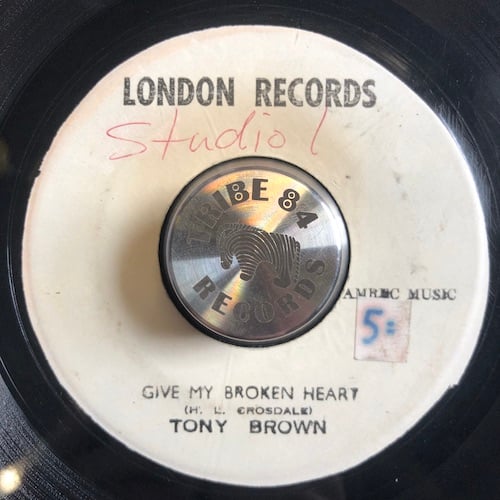 LONDON RECORDS
Studio 1
TRIBE 84
RECORDS
AMREC MUSIC
5:
GIVE MY BROKEN HEART
(H. L. CROSDALE)
TONY BROWN